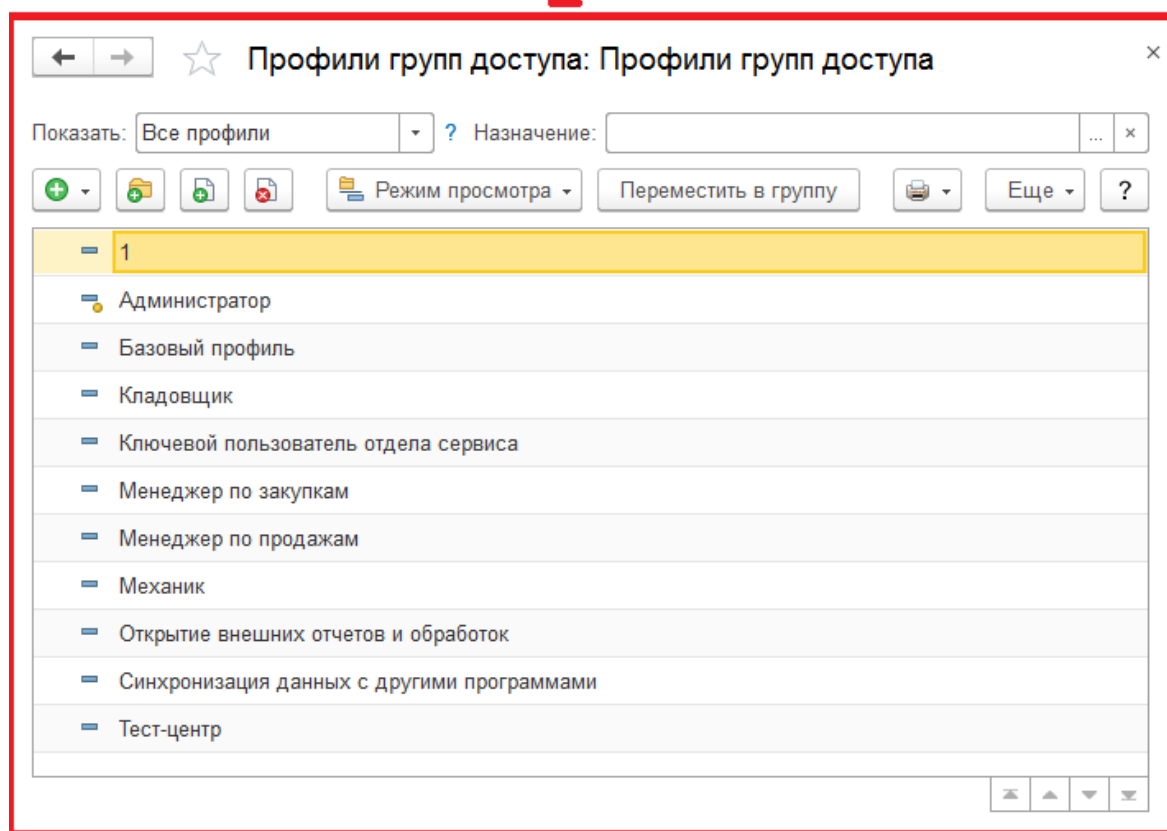 Профили групп доступа: Профили групп доступа
Показать: Все профили ? Назначение: ...
Режим просмотра Переместить в группу Еще ?
1
Администратор
Базовый профиль
Кладовщик
Ключевой пользователь отдела сервиса
Менеджер по закупкам
Менеджер по продажам
Механик
Открытие внешних отчетов и обработок
Синхронизация данных с другими программами
Тест-центр